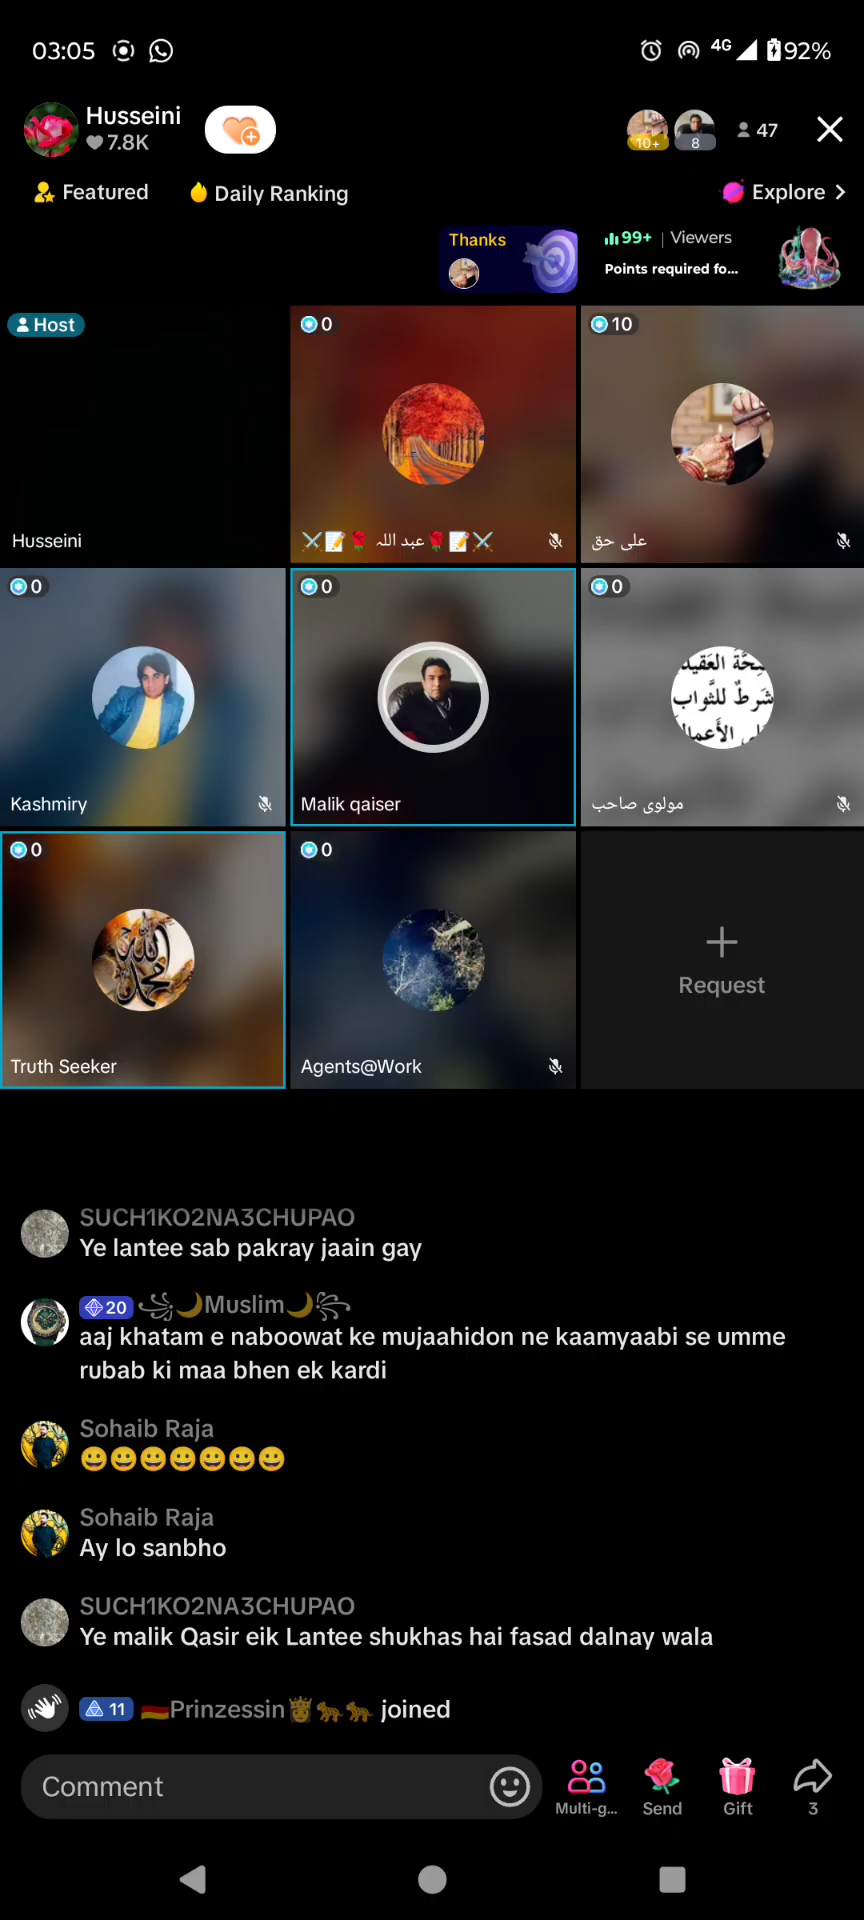 03:05
4G
92%
Husseini
7.8K
10+
8
47
Featured
Daily Ranking
Explore
Thanks
99+ | Viewers
Points required fo...
Host
0
10
Husseini
عبد الله
علی حق
0
0
0
شَرطٌ للثَّواب
Kashmiry
Malik qaiser
مولوی صاحب
0
0
Request
Truth Seeker
Agents@Work
SUCH1KO2NA3CHUPAO
Ye lantee sab pakray jaain gay
20 ꧁🌙Muslim🌙꧂
aaj khatam e naboowat ke mujaahidon ne kaamyaabi se umme
rubab ki maa bhen ek kardi
Sohaib Raja
😀😀😀😀😀😀😀
Sohaib Raja
Ay lo sanbho
SUCH1KO2NA3CHUPAO
Ye malik Qasir eik Lantee shukhas hai fasad dalnay wala
11 🇩🇪Prinzessin👸🐆🐆 joined
Comment
Multi-g...
Send
Gift
3